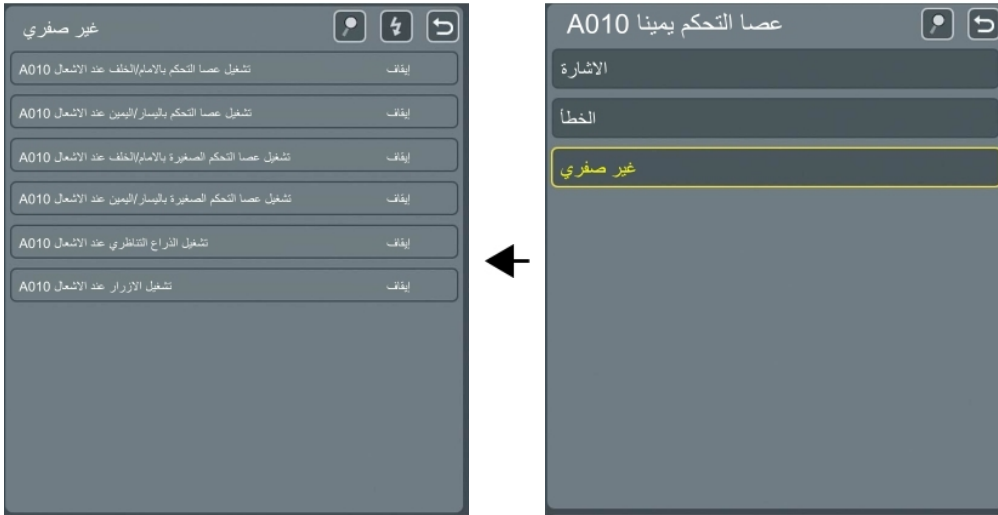 عصا التحكم يمينا A010
الاشارة
الخطأ
غير صفري
غير صفري
تشغيل عصا التحكم بالامام/الخلف عند الاشعال A010 إيقاف
تشغيل عصا التحكم باليسار/اليمين عند الاشعال A010 إيقاف
تشغيل عصا التحكم الصغيرة بالامام/الخلف عند الاشعال A010 إيقاف
تشغيل عصا التحكم الصغيرة باليسار/اليمين عند الاشعال A010 إيقاف
تشغيل الذراع التناظري عند الاشعال A010 إيقاف
تشغيل الازرار عند الاشعال A010 إيقاف